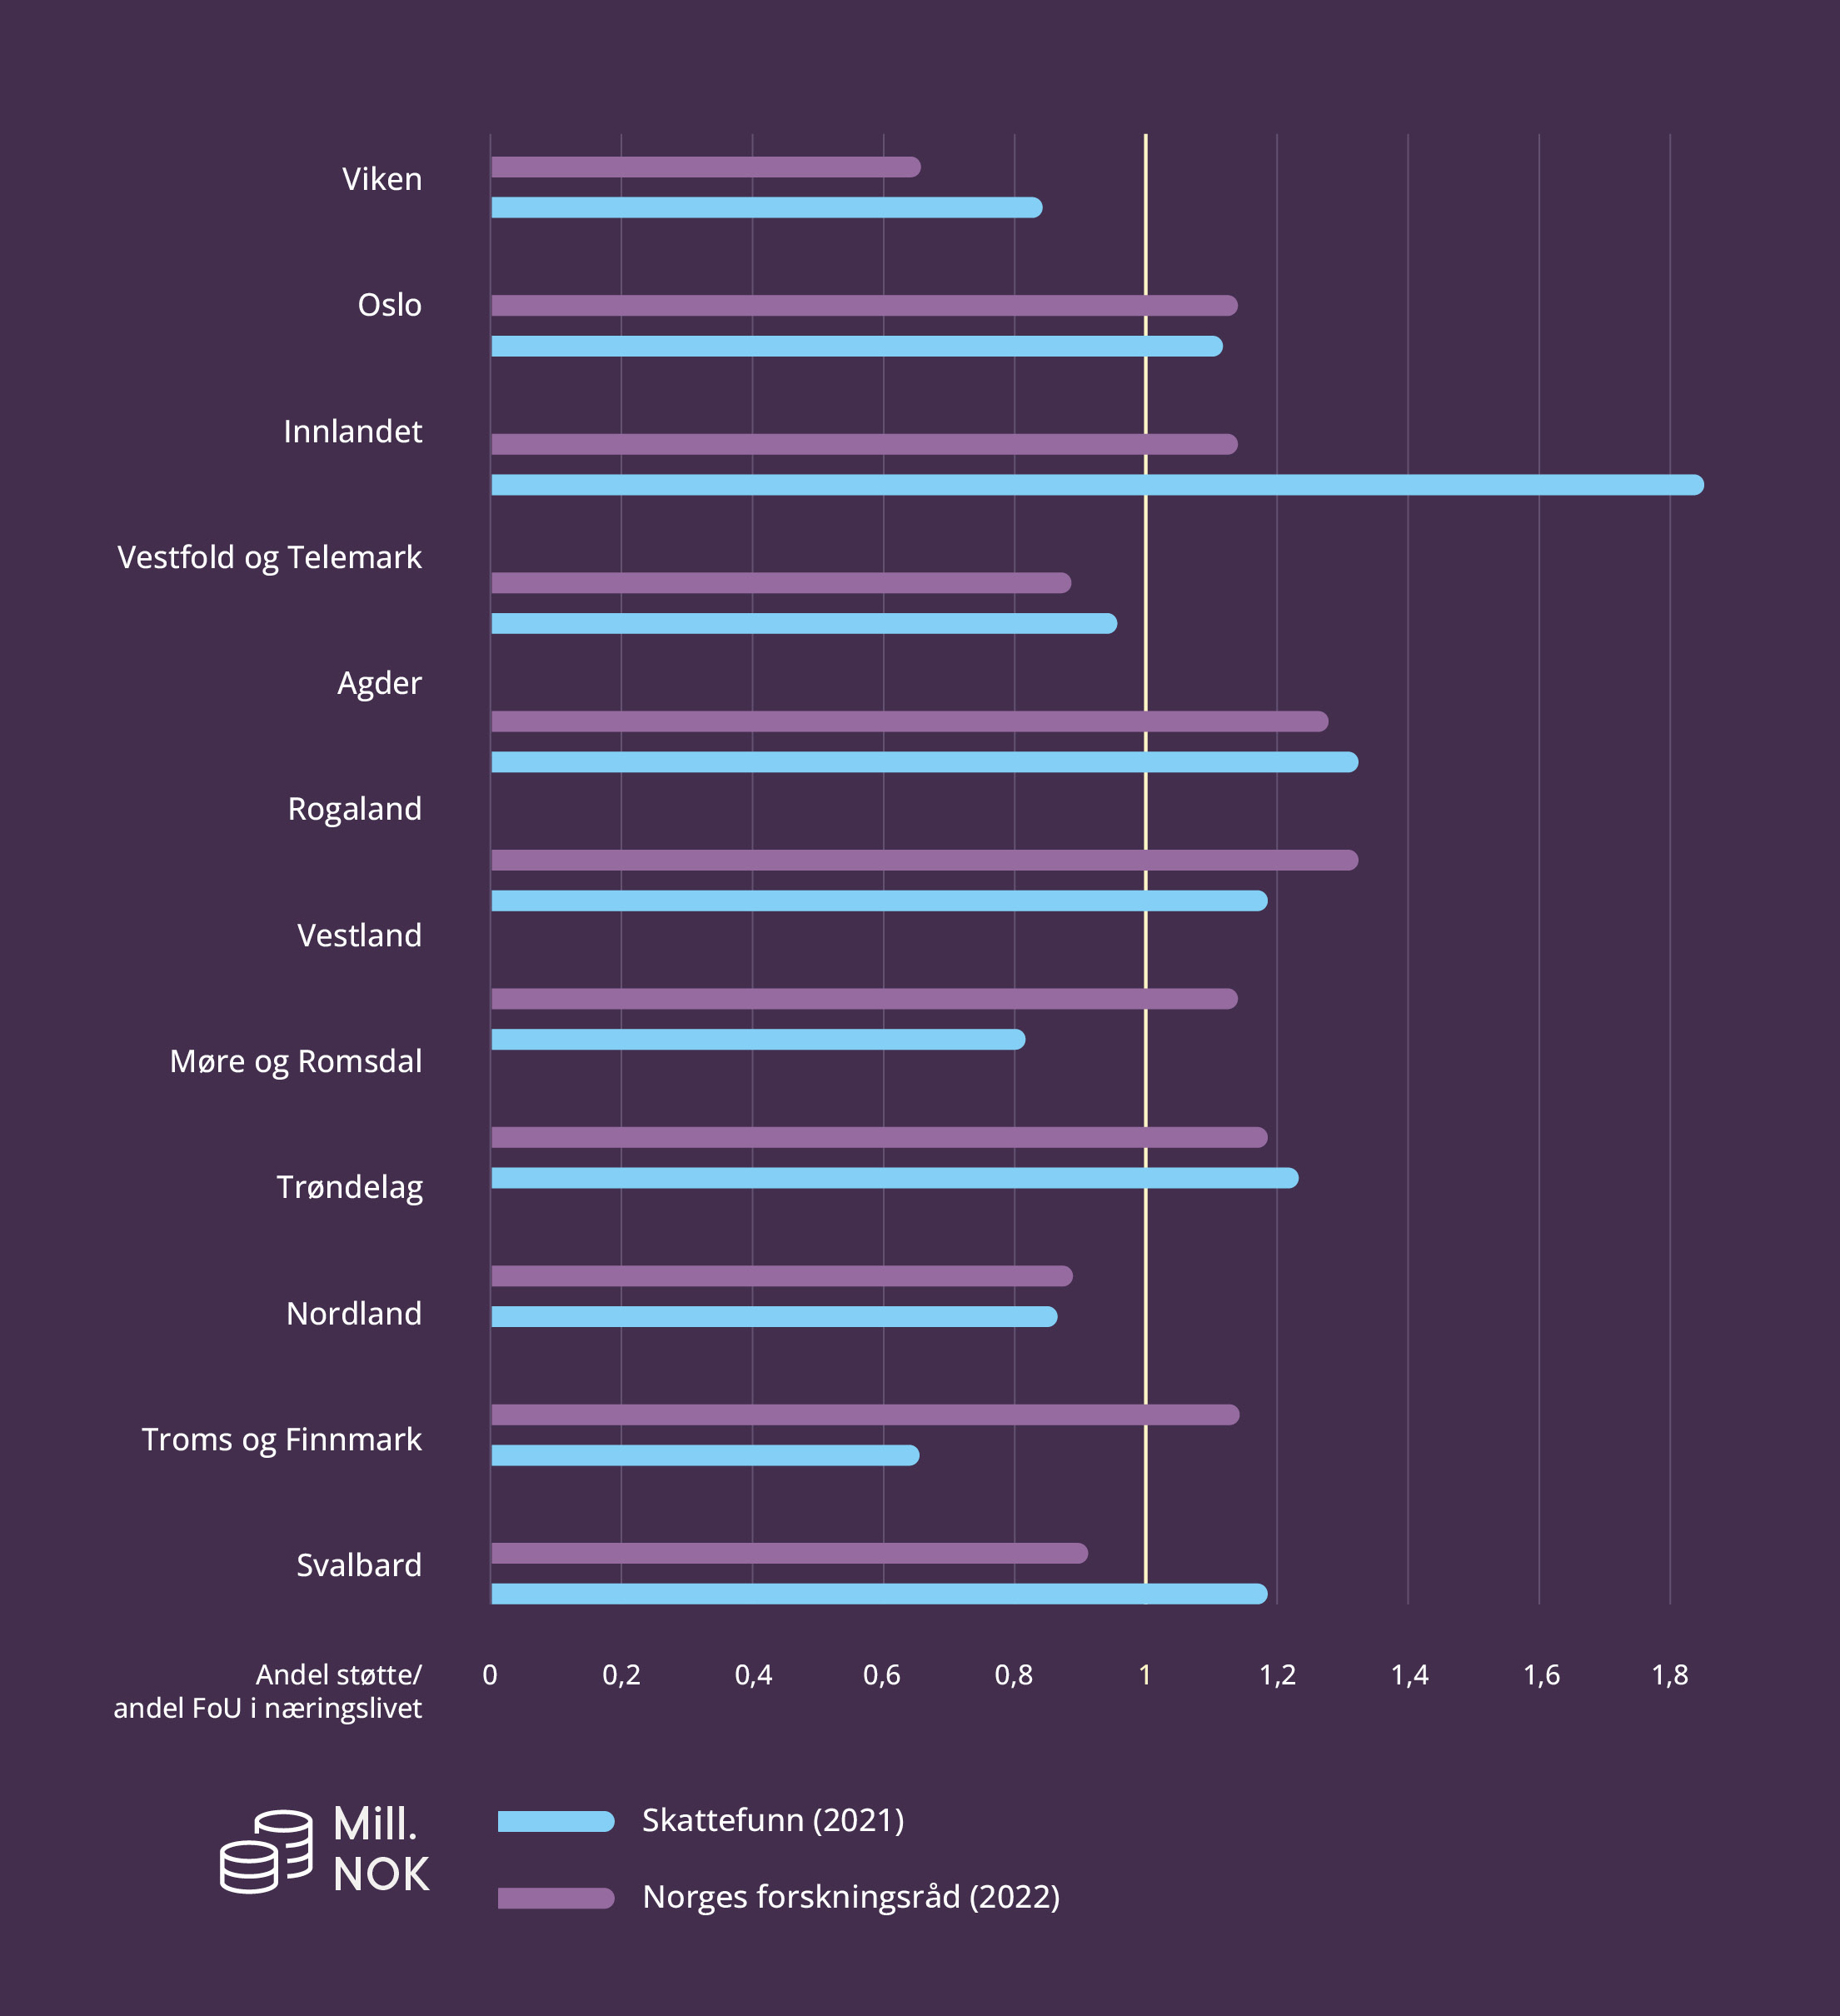 Viken
Oslo
Innlandet
Vestfold og Telemark
Agder
Rogaland
Vestland
Møre og Romsdal
Trøndelag
Nordland
Troms og Finnmark
Svalbard
Andel støtte/
andel FoU i næringslivet
0 0,2 0,4 0,6 0,8 1 1,2 1,4 1,6 1,8
Mill.
NOK
Skattefunn (2021)
Norges forskningsråd (2022)